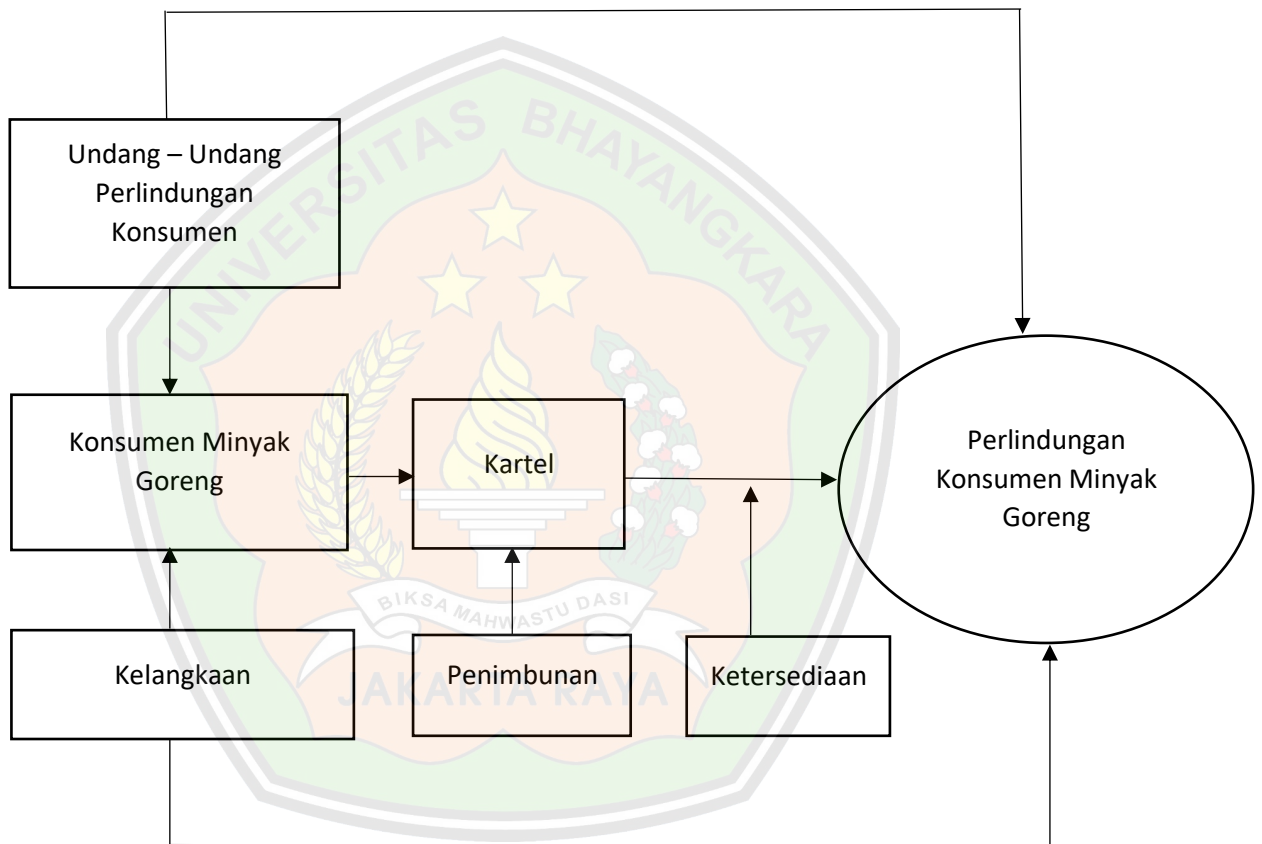 UNIVERSITAS BHAYANGKARA
Undang – Undang
Perlindungan
Konsumen
Konsumen Minyak
Goreng
Kartel
Perlindungan
Konsumen Minyak
Goreng
BIKSA MAHWASTU DASI
Kelangkaan
Penimbunan
Ketersediaan
JAKARTA RAYA